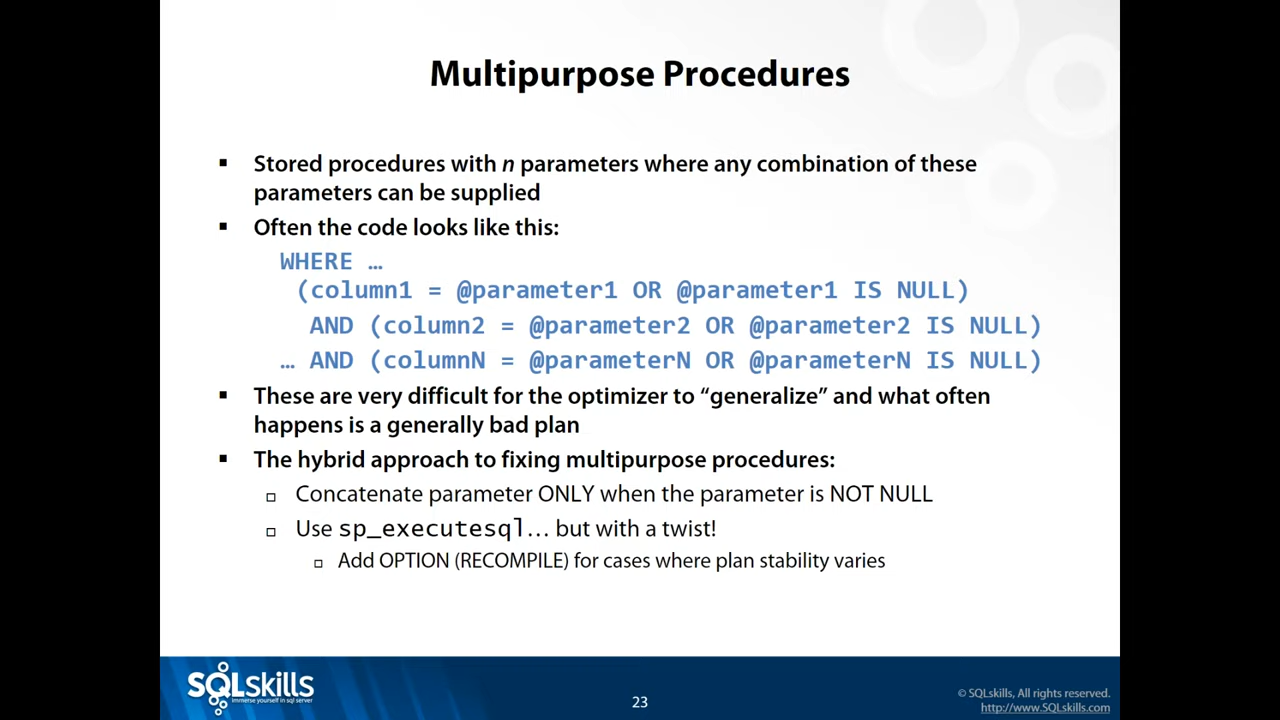 Multipurpose Procedures
▪ Stored procedures with n parameters where any combination of these
parameters can be supplied
▪ Often the code looks like this:
WHERE …
(column1 = @parameter1 OR @parameter1 IS NULL)
AND (column2 = @parameter2 OR @parameter2 IS NULL)
… AND (columnN = @parameterN OR @parameterN IS NULL)
▪ These are very difficult for the optimizer to “generalize” and what often
happens is a generally bad plan
▪ The hybrid approach to fixing multipurpose procedures:
□ Concatenate parameter ONLY when the parameter is NOT NULL
□ Use sp_executesql… but with a twist!
□ Add OPTION (RECOMPILE) for cases where plan stability varies
SQLskills
immerse yourself in sql server
23
© SQLskills, All rights reserved.
http://www.SQLskills.com